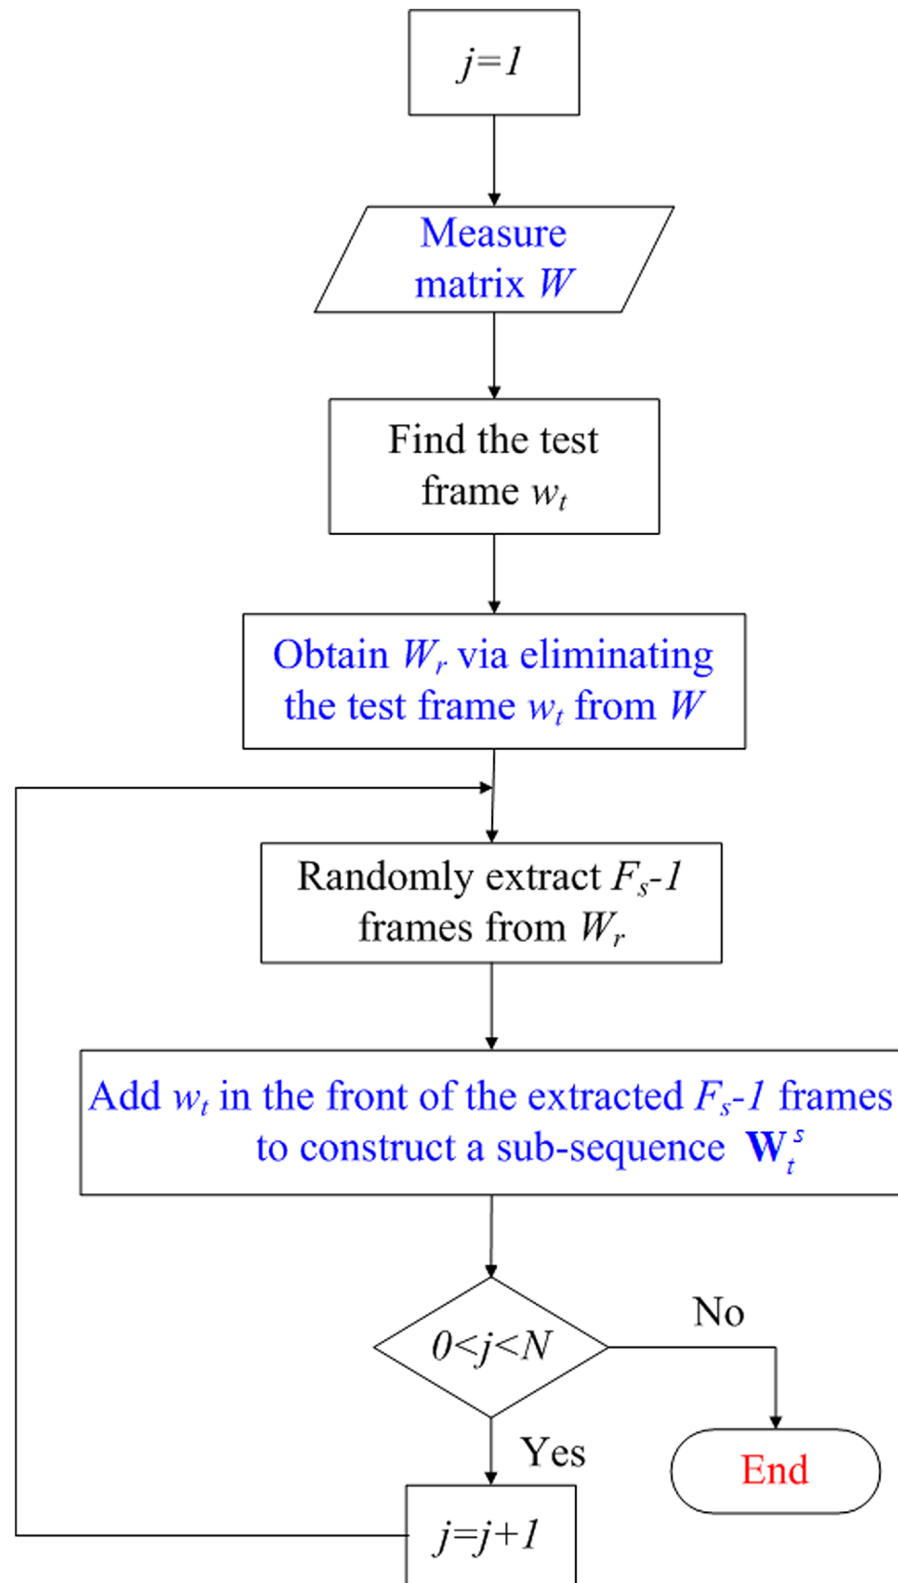 j=1
Measure
matrix W
Find the test
frame wₜ
Obtain Wᵣ via eliminating
the test frame wₜ from W
Randomly extract Fₛ-1
frames from Wᵣ
Add wₜ in the front of the extracted Fₛ-1 frames
to construct a sub-sequence Wₜˢ
0<j<N
No
Yes
End
j=j+1